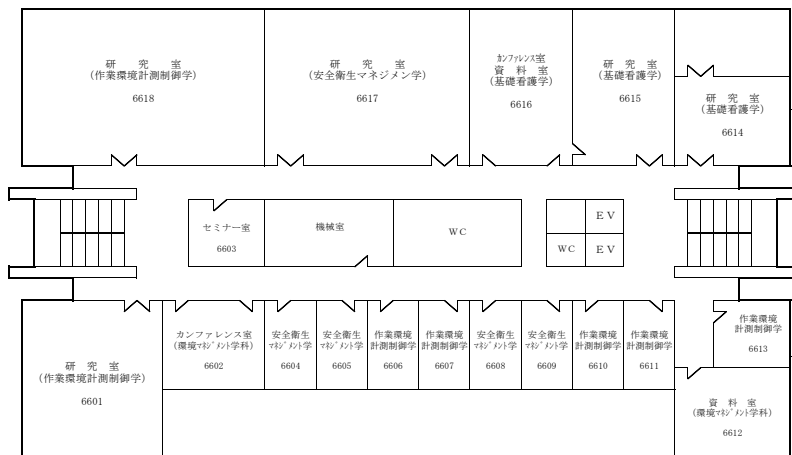 研 究 室
(作業環境計測制御学)
6618
研 究 室
(安全衛生マネジメン学)
6617
カンファレンス室
資 料 室
(基礎看護学)
6616
研 究 室
(基礎看護学)
6615
研 究 室
(基礎看護学)
6614
セミナー室
6603
機械室
WC
EV
WC
EV
研 究 室
(作業環境計測制御学)
6601
カンファレンス室
(環境マネジメント学科)
6602
安全衛生
マネジメント学
6604
安全衛生
マネジメント学
6605
作業環境
計測制御学
6606
作業環境
計測制御学
6607
安全衛生
マネジメント学
6608
安全衛生
マネジメント学
6609
作業環境
計測制御学
6610
作業環境
計測制御学
6611
作業環境
計測制御学
6613
資 料 室
(環境マネジメント学科)
6612